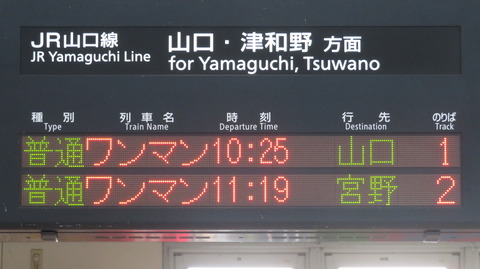 JR山口線 山口・津和野 方面
JR Yamaguchi Line for Yamaguchi, Tsuwano
種別 列車名 時刻 行先 のりば
Type Train Name Departure Time Destination Track
普通 ワンマン 10:25 山口 1
普通 ワンマン 11:19 宮野 2